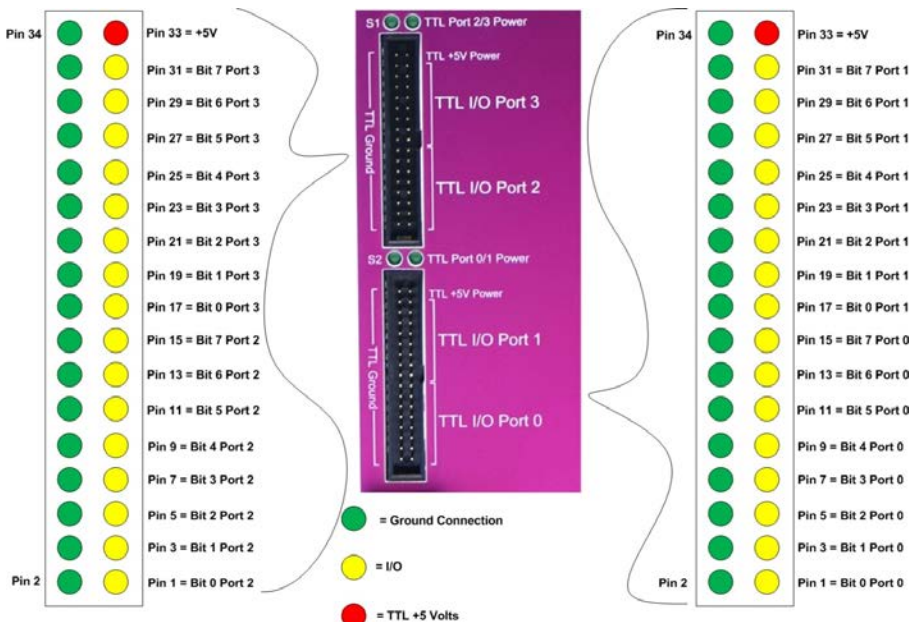 Pin 34
Pin 33 = +5V
Pin 31 = Bit 7 Port 3
Pin 29 = Bit 6 Port 3
Pin 27 = Bit 5 Port 3
Pin 25 = Bit 4 Port 3
Pin 23 = Bit 3 Port 3
Pin 21 = Bit 2 Port 3
Pin 19 = Bit 1 Port 3
Pin 17 = Bit 0 Port 3
Pin 15 = Bit 7 Port 2
Pin 13 = Bit 6 Port 2
Pin 11 = Bit 5 Port 2
Pin 9 = Bit 4 Port 2
Pin 7 = Bit 3 Port 2
Pin 5 = Bit 2 Port 2
Pin 3 = Bit 1 Port 2
Pin 2
Pin 1 = Bit 0 Port 2
S1
TTL Port 2/3 Power
TTL +5V Power
TTL Ground
TTL I/O Port 3
TTL I/O Port 2
S2
TTL Port 0/1 Power
TTL +5V Power
TTL Ground
TTL I/O Port 1
TTL I/O Port 0
= Ground Connection
= I/O
= TTL +5 Volts
Pin 34
Pin 33 = +5V
Pin 31 = Bit 7 Port 1
Pin 29 = Bit 6 Port 1
Pin 27 = Bit 5 Port 1
Pin 25 = Bit 4 Port 1
Pin 23 = Bit 3 Port 1
Pin 21 = Bit 2 Port 1
Pin 19 = Bit 1 Port 1
Pin 17 = Bit 0 Port 1
Pin 15 = Bit 7 Port 0
Pin 13 = Bit 6 Port 0
Pin 11 = Bit 5 Port 0
Pin 9 = Bit 4 Port 0
Pin 7 = Bit 3 Port 0
Pin 5 = Bit 2 Port 0
Pin 3 = Bit 1 Port 0
Pin 2
Pin 1 = Bit 0 Port 0